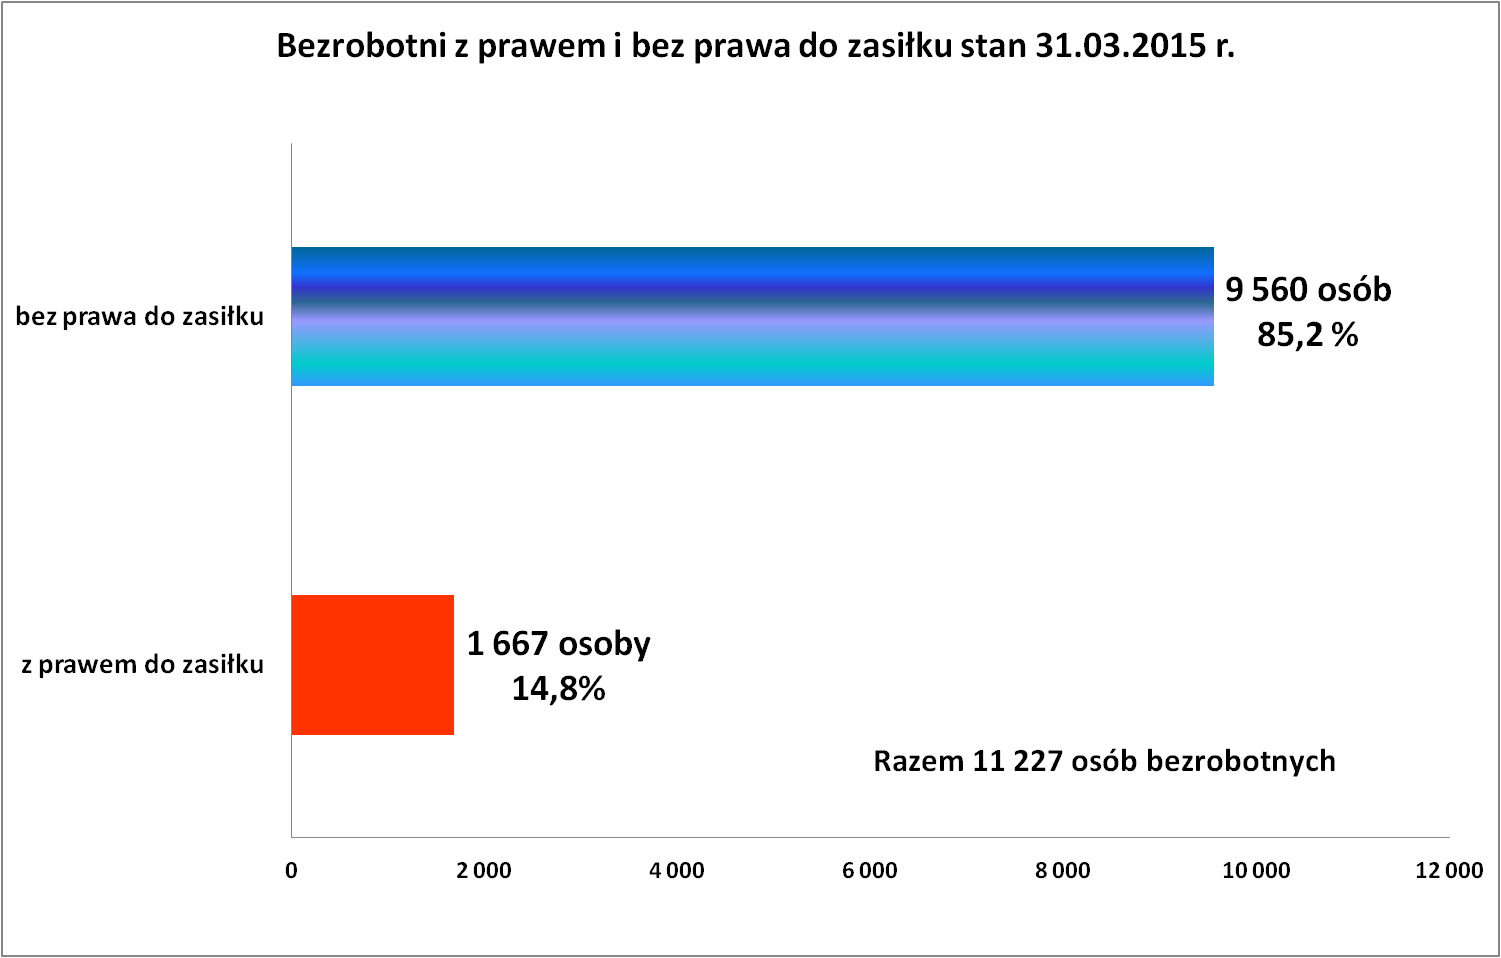 Bezrobotni z prawem i bez prawa do zasiłku stan 31.03.2015 r.
bez prawa do zasiłku
9 560 osób
85,2 %
z prawem do zasiłku
1 667 osoby
14,8%
Razem 11 227 osób bezrobotnych
0 2 000 4 000 6 000 8 000 10 000 12 000